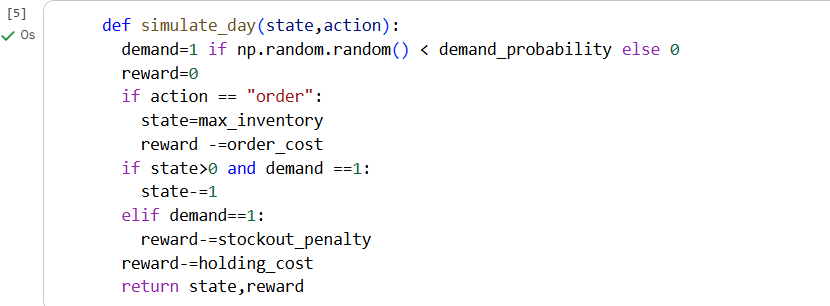 [5]
0s
def simulate_day(state,action):
  demand=1 if np.random.random() < demand_probability else 0
  reward=0
  if action == "order":
    state=max_inventory
    reward -=order_cost
  if state>0 and demand ==1:
    state-=1
  elif demand==1:
    reward-=stockout_penalty
  reward-=holding_cost
  return state,reward